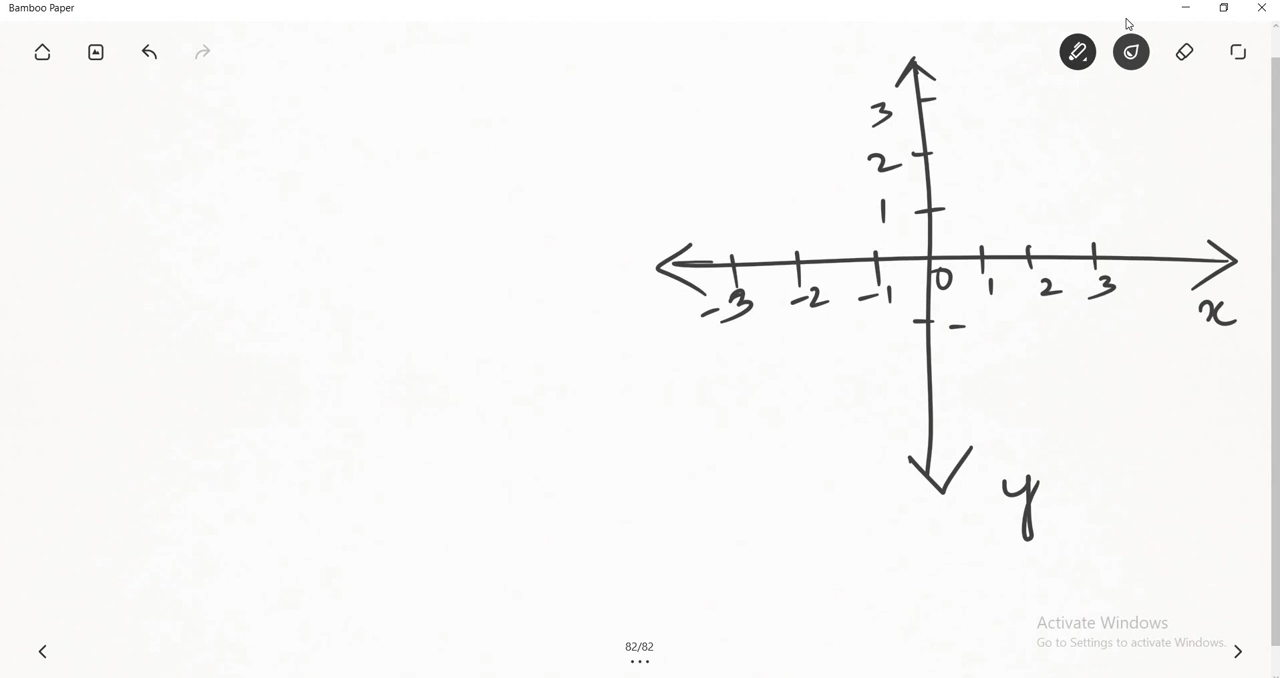 Bamboo Paper
3
2
1
-3 -2 -1 0 1 2 3
x
-
y
Activate Windows
Go to Settings to activate Windows.
82/82